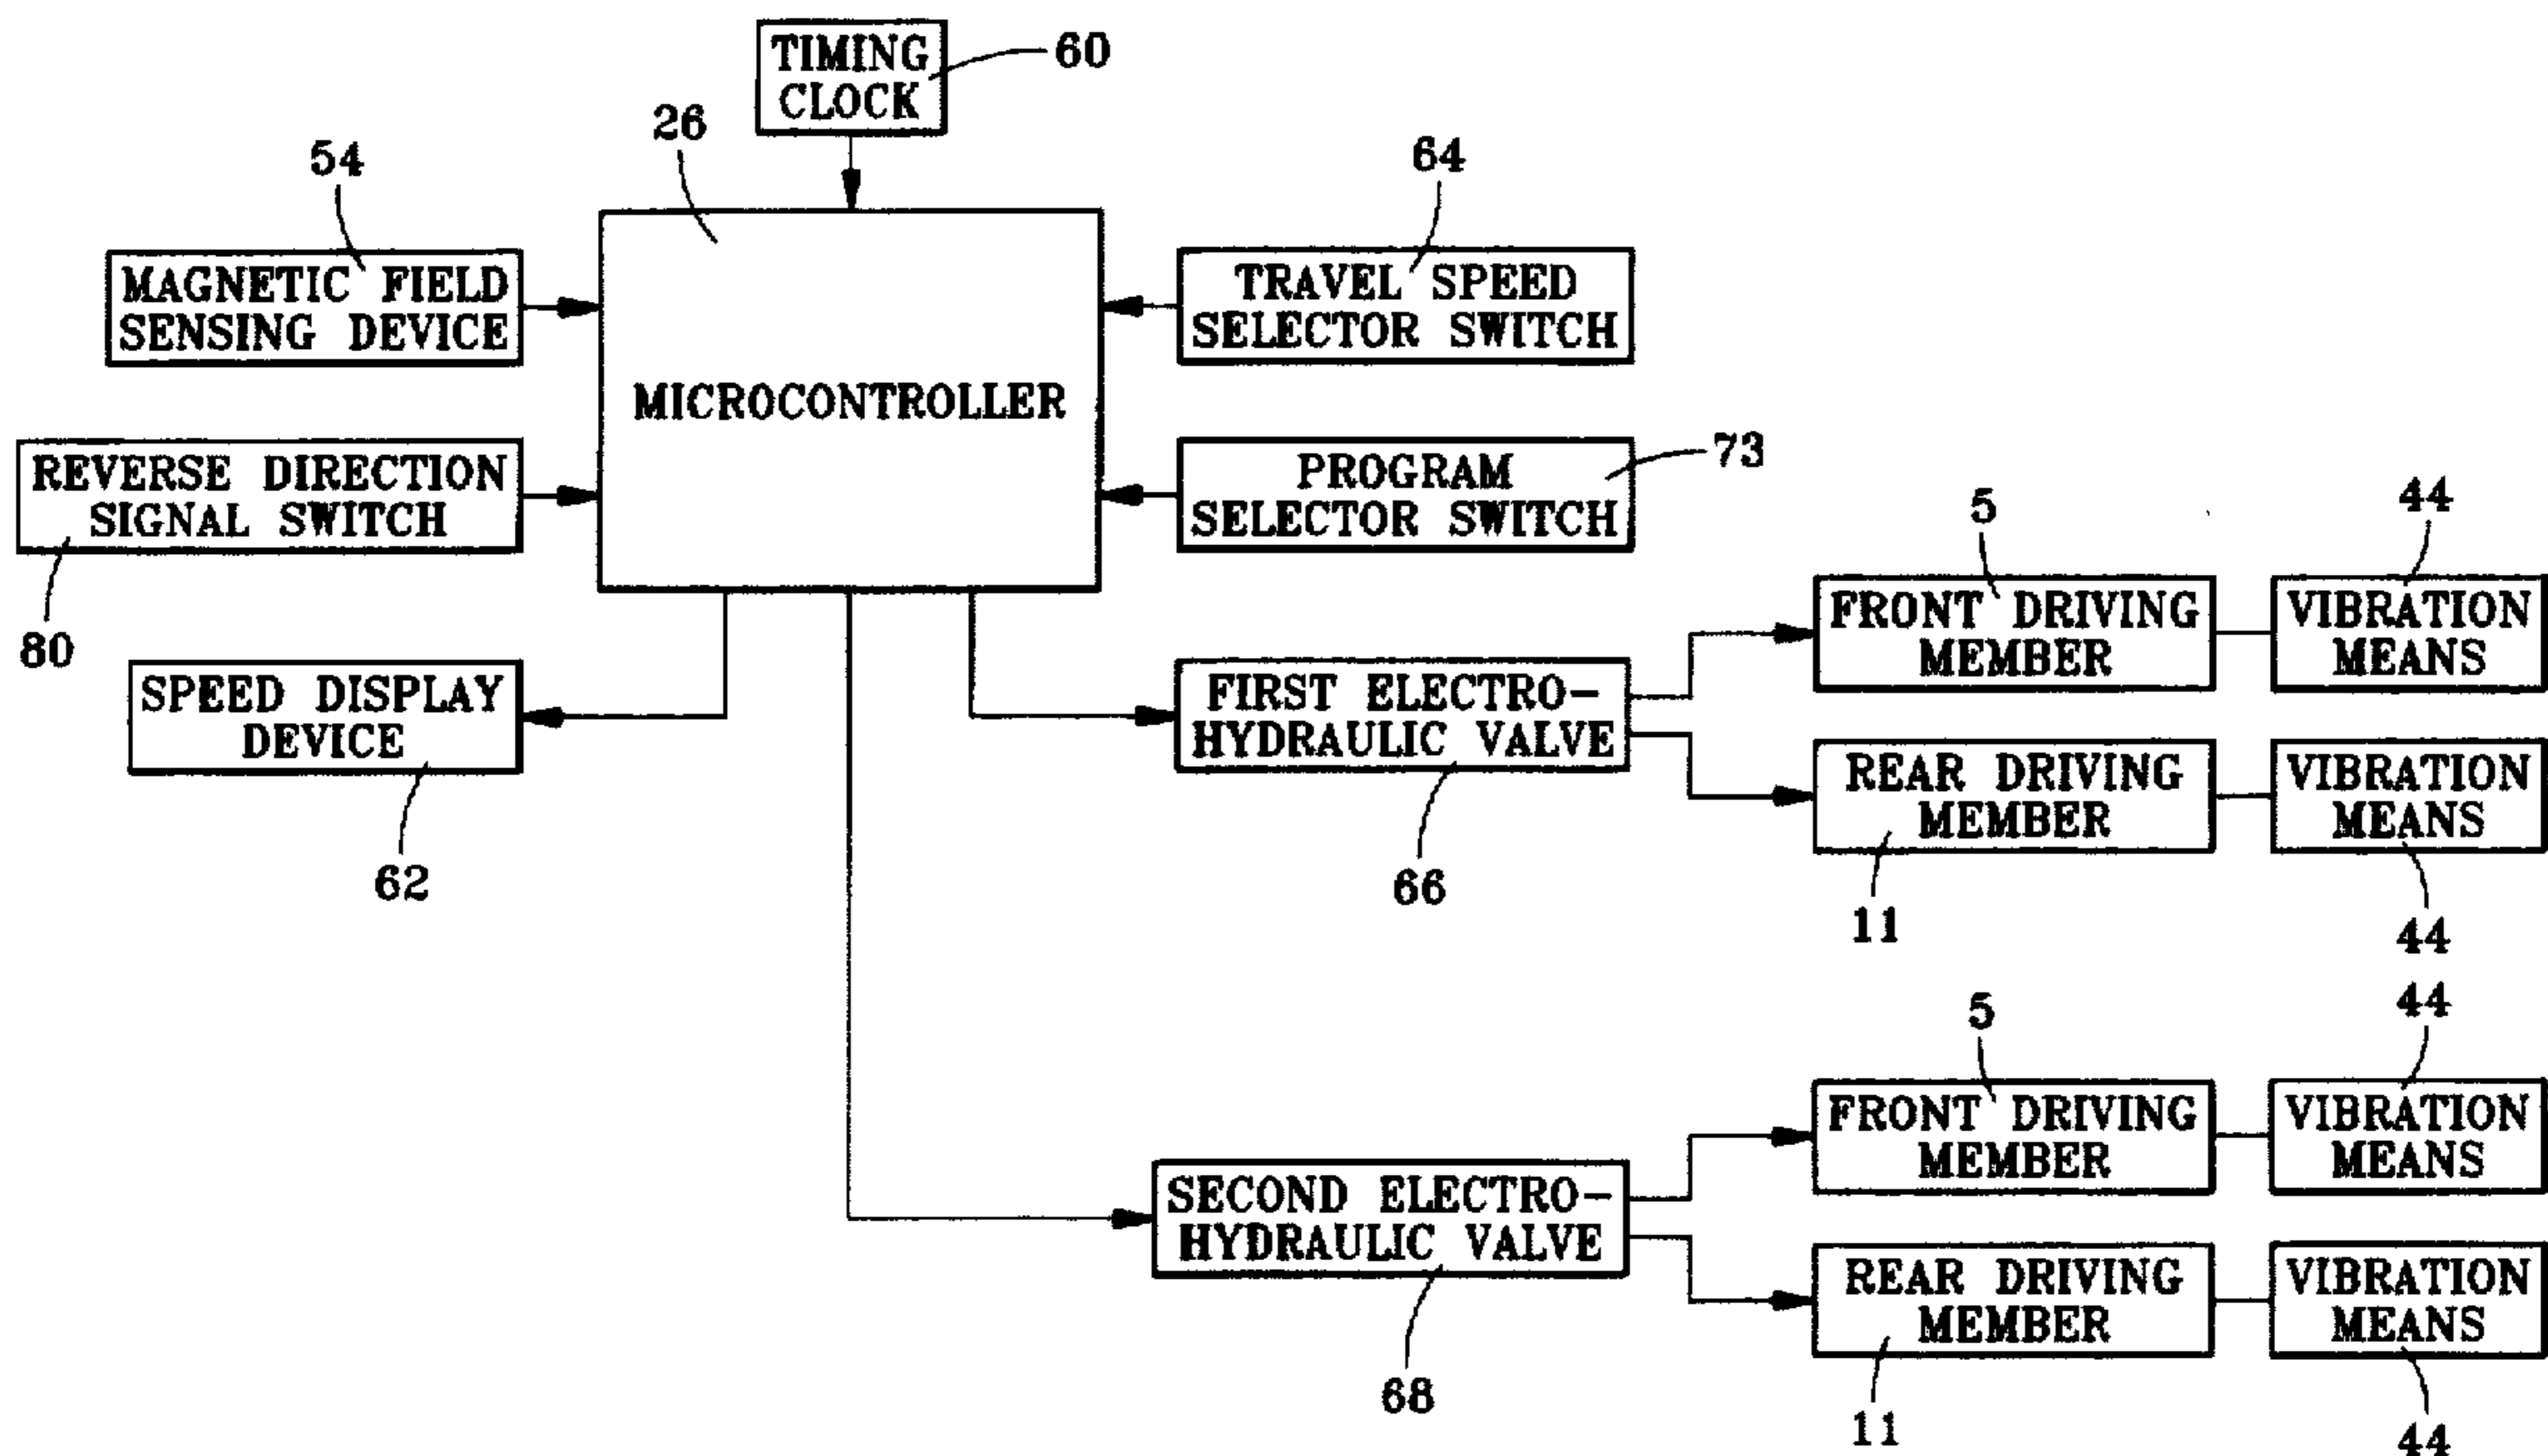 TIMING
CLOCK
60
26
54
64
MAGNETIC FIELD
SENSING DEVICE
TRAVEL SPEED
SELECTOR SWITCH
MICROCONTROLLER
REVERSE DIRECTION
SIGNAL SWITCH
80
PROGRAM
SELECTOR SWITCH
73
SPEED DISPLAY
DEVICE
62
FIRST ELECTRO-
HYDRAULIC VALVE
66
5
FRONT DRIVING
MEMBER
44
VIBRATION
MEANS
REAR DRIVING
MEMBER
11
VIBRATION
MEANS
44
SECOND ELECTRO-
HYDRAULIC VALVE
68
5
FRONT DRIVING
MEMBER
44
VIBRATION
MEANS
REAR DRIVING
MEMBER
11
VIBRATION
MEANS
44